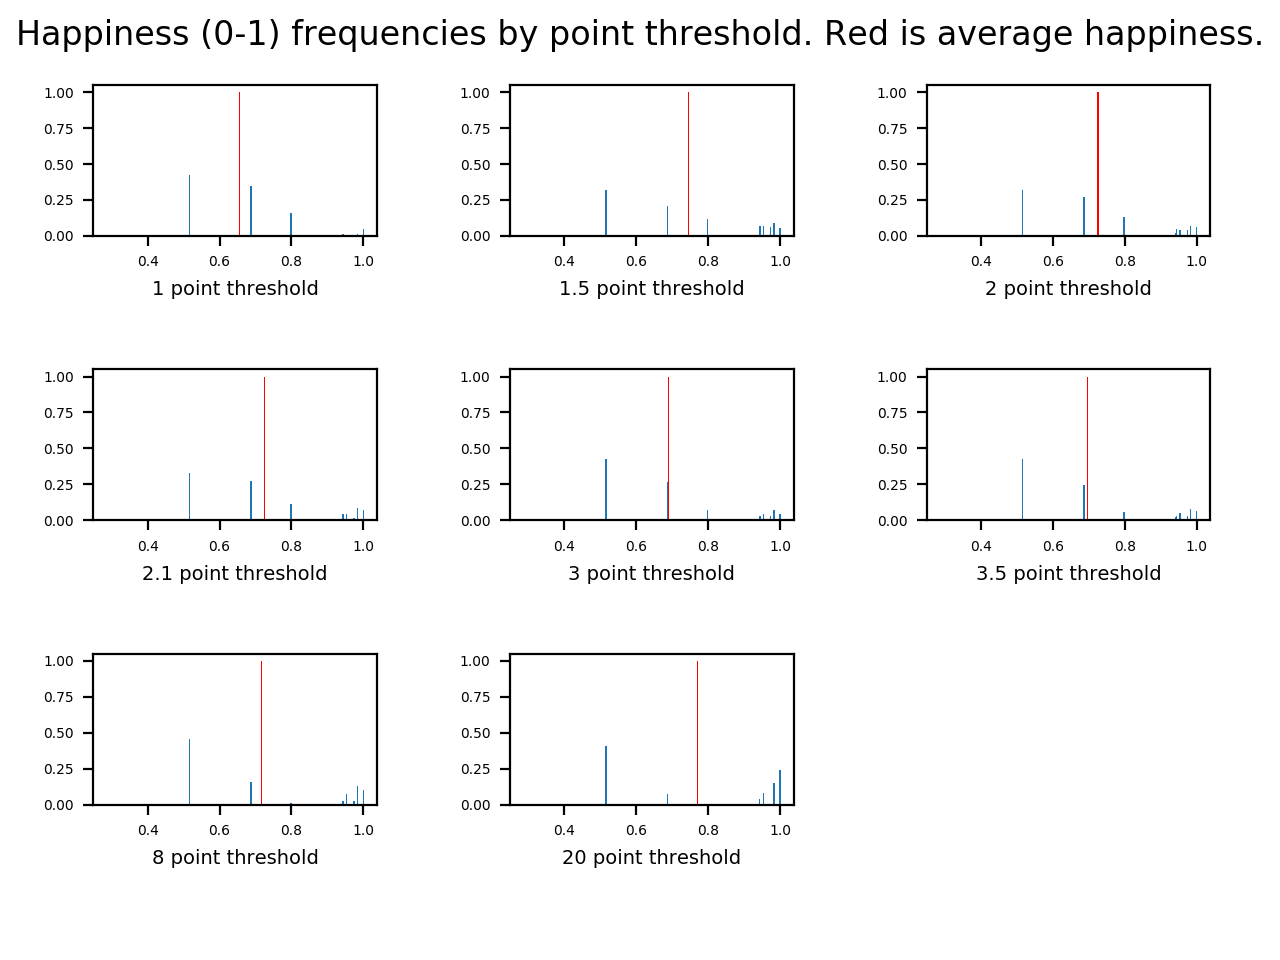 Happiness (0-1) frequencies by point threshold. Red is average happiness.
1.00 1.00 1.00
0.75 0.75 0.75
0.50 0.50 0.50
0.25 0.25 0.25
0.00 0.00 0.00
0.4 0.6 0.8 1.0 0.4 0.6 0.8 1.0 0.4 0.6 0.8 1.0
1 point threshold 1.5 point threshold 2 point threshold
1.00 1.00 1.00
0.75 0.75 0.75
0.50 0.50 0.50
0.25 0.25 0.25
0.00 0.00 0.00
0.4 0.6 0.8 1.0 0.4 0.6 0.8 1.0 0.4 0.6 0.8 1.0
2.1 point threshold 3 point threshold 3.5 point threshold
1.00 1.00
0.75 0.75
0.50 0.50
0.25 0.25
0.00 0.00
0.4 0.6 0.8 1.0 0.4 0.6 0.8 1.0
8 point threshold 20 point threshold